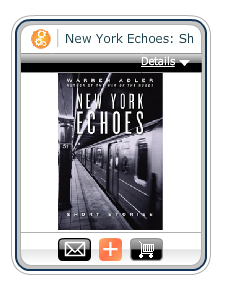 New York Echoes: Sh
Details
WARREN ADLER
AUTHOR OF THE WAR OF THE ROSES
NEW YORK
ECHOES
SHORT STORIES